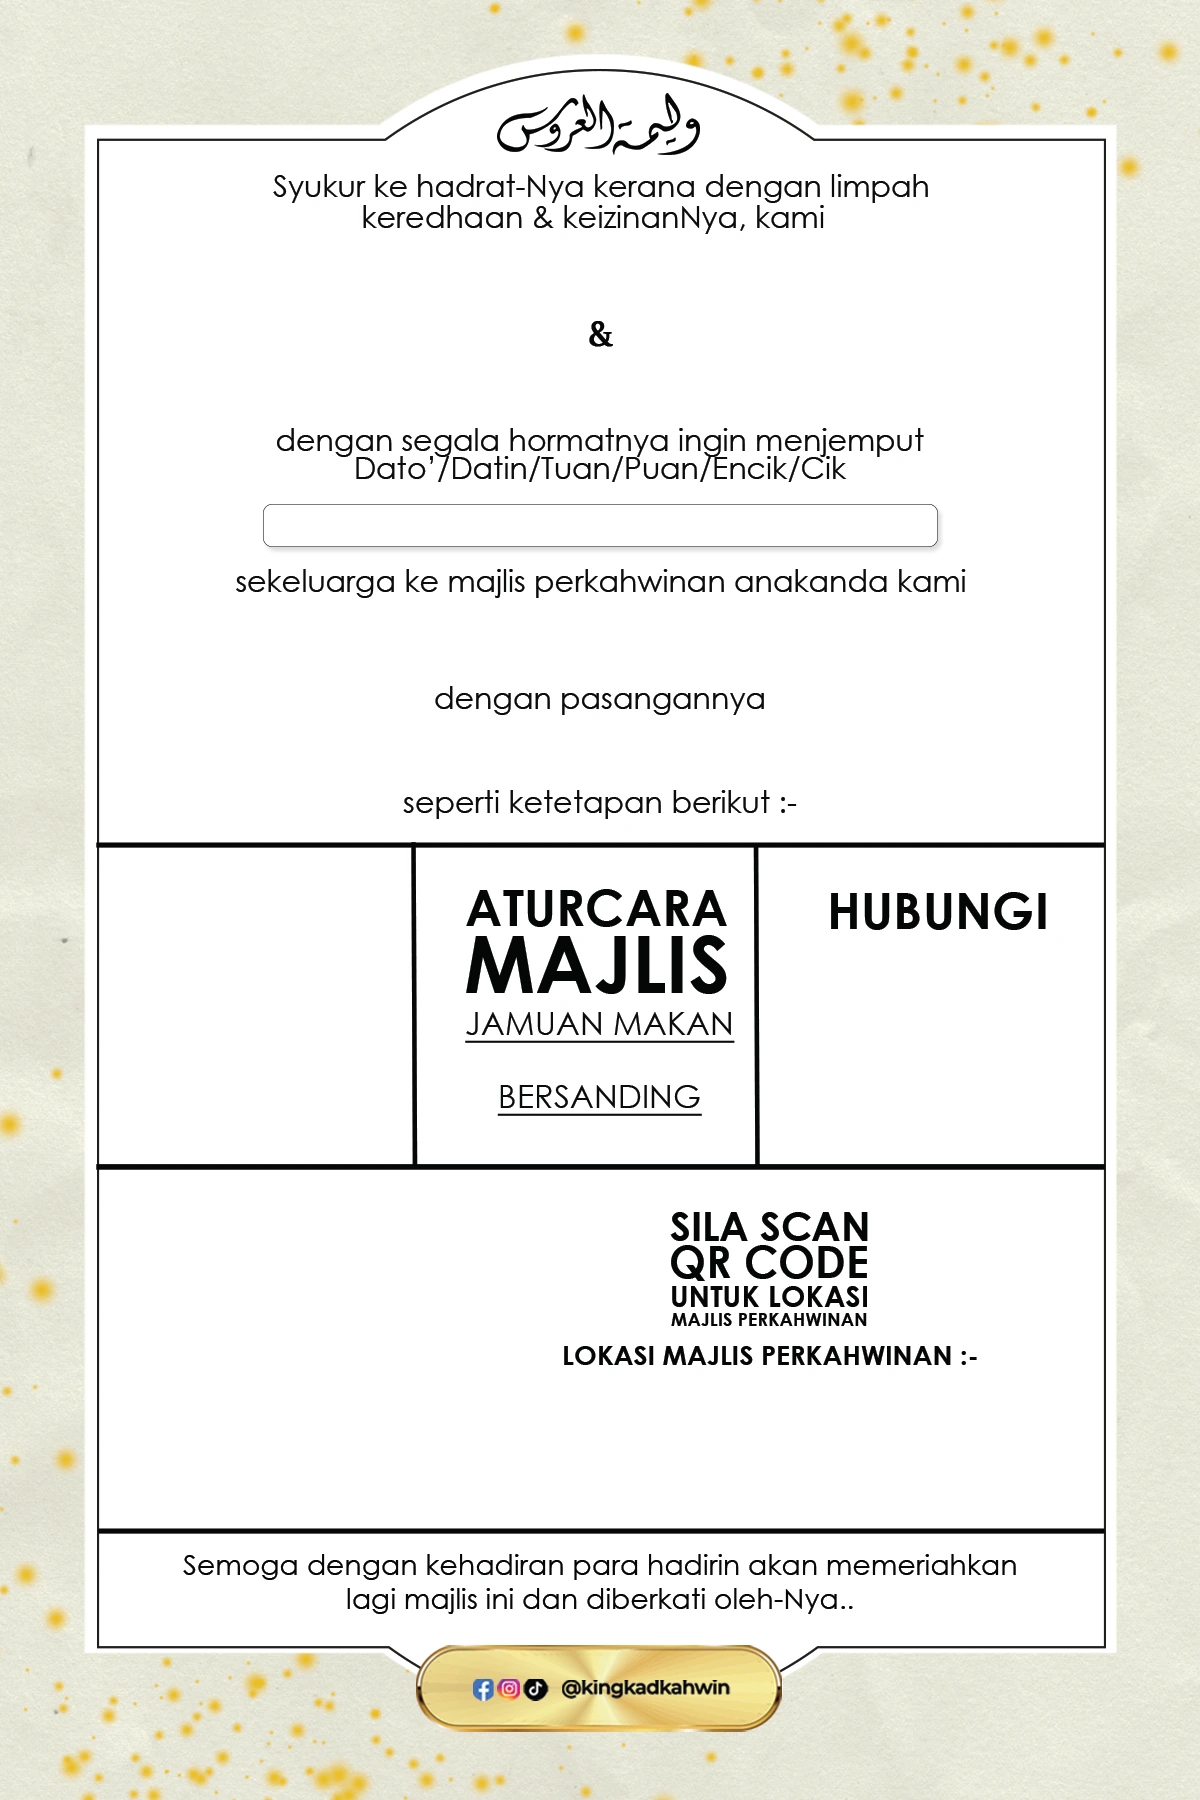 وليمة العروس
Syukur ke hadrat-Nya kerana dengan limpah
keredhaan & keizinanNya, kami
&
dengan segala hormatnya ingin menjemput
Dato’/Datin/Tuan/Puan/Encik/Cik
sekeluarga ke majlis perkahwinan anakanda kami
dengan pasangannya
seperti ketetapan berikut :-
ATURCARA
MAJLIS
JAMUAN MAKAN
BERSANDING
HUBUNGI
SILA SCAN
QR CODE
UNTUK LOKASI
MAJLIS PERKAHWINAN
LOKASI MAJLIS PERKAHWINAN :-
Semoga dengan kehadiran para hadirin akan memeriahkan
lagi majlis ini dan diberkati oleh-Nya..
@kingkadkahwin